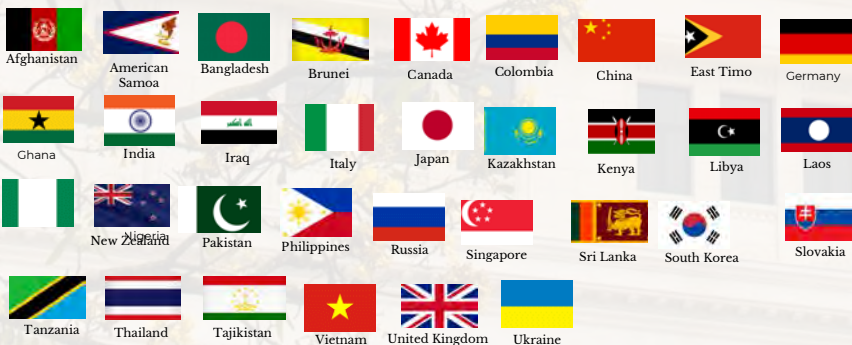 Afghanistan
American
Samoa
Bangladesh
Brunei
Canada
Colombia
China
East Timo
Germany
Ghana
India
Iraq
Italy
Japan
Kazakhstan
Kenya
Libya
Laos
Nigeria
New Zealand
Pakistan
Philippines
Russia
Singapore
Sri Lanka
South Korea
Slovakia
Tanzania
Thailand
Tajikistan
Vietnam
United Kingdom
Ukraine